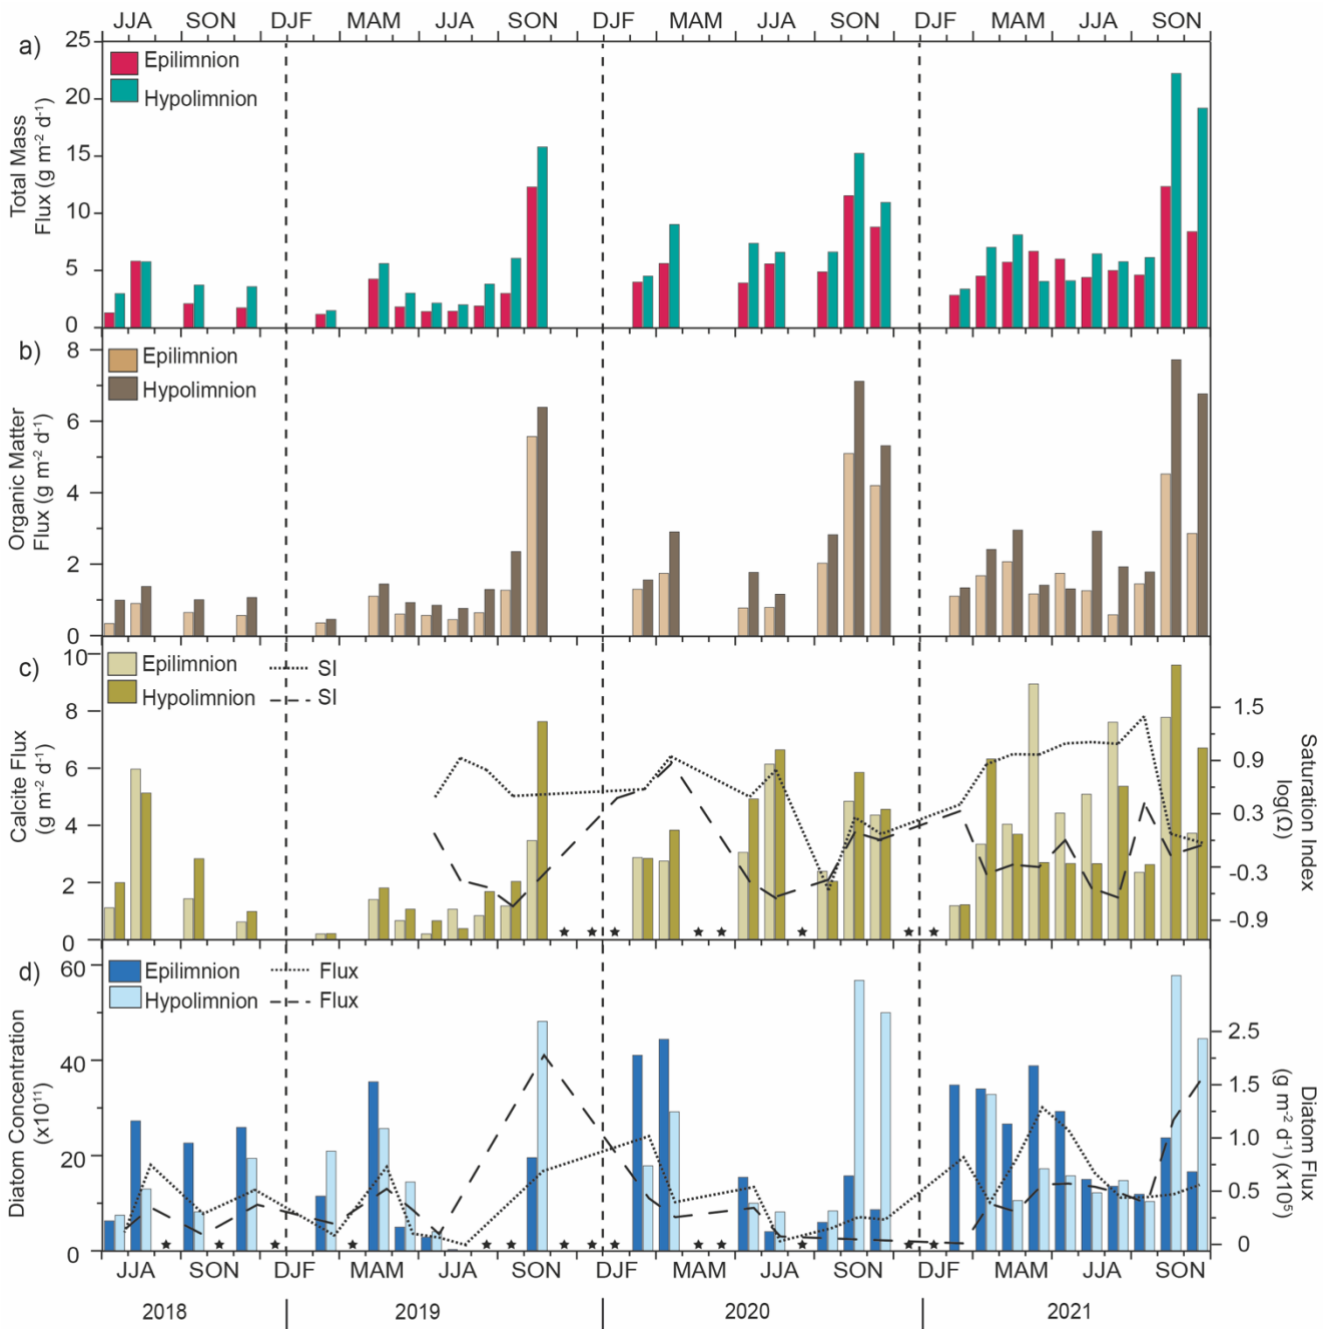 JJA SON DJF MAM JJA SON DJF MAM JJA SON DJF MAM JJA SON
a)
25
20
15
10
5
0
Total Mass
Flux (g m⁻² d⁻¹)
Epilimnion
Hypolimnion
b)
8
6
4
2
0
Organic Matter
Flux (g m⁻² d⁻¹)
Epilimnion
Hypolimnion
c)
10
8
6
4
2
0
Calcite Flux
(g m⁻² d⁻¹)
Epilimnion SI
Hypolimnion SI
1.5
0.9
0.3
-0.3
-0.9
Saturation Index
log(Ω)
d)
60
40
20
0
Diatom Concentration
(x10¹¹)
Epilimnion Flux
Hypolimnion Flux
2.5
1.5
1.0
0.5
0
Diatom Flux
(g m⁻² d⁻¹) (x10⁵)
JJA SON DJF MAM JJA SON DJF MAM JJA SON DJF MAM JJA SON
2018 2019 2020 2021